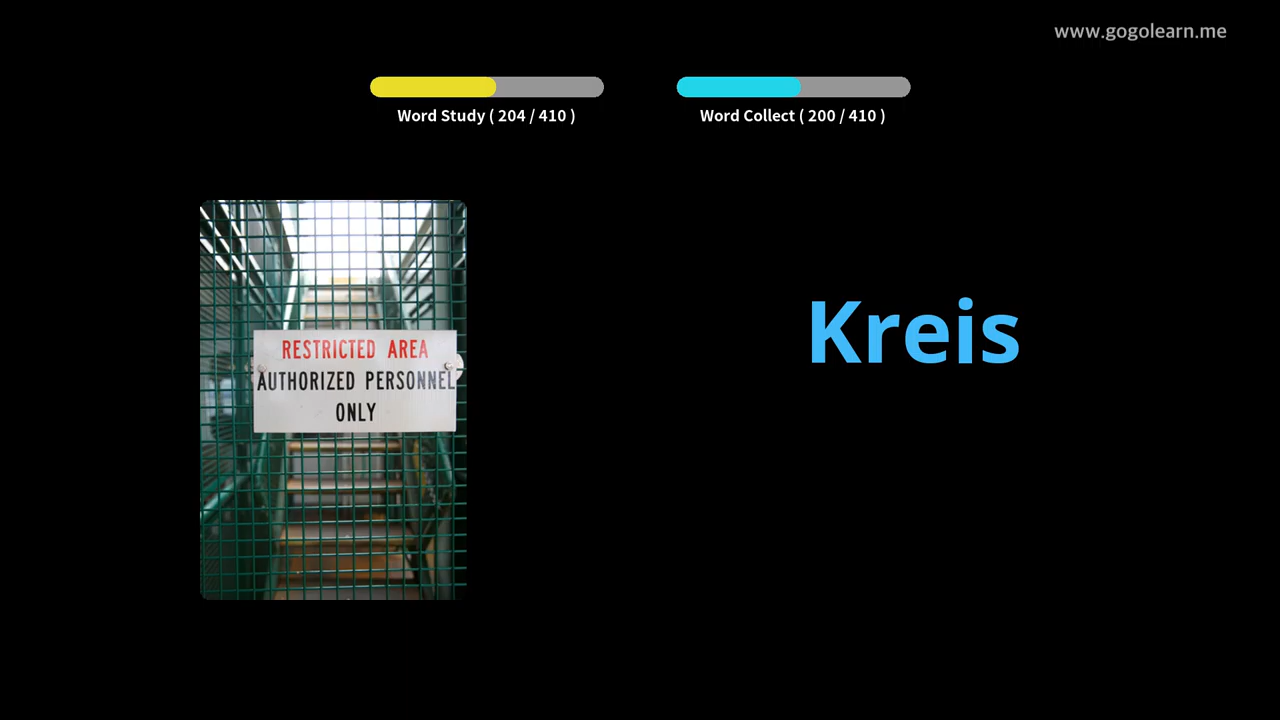 www.gogolearn.me
Word Study ( 204 / 410 )
Word Collect ( 200 / 410 )
RESTRICTED AREA
AUTHORIZED PERSONNEL
ONLY
Kreis